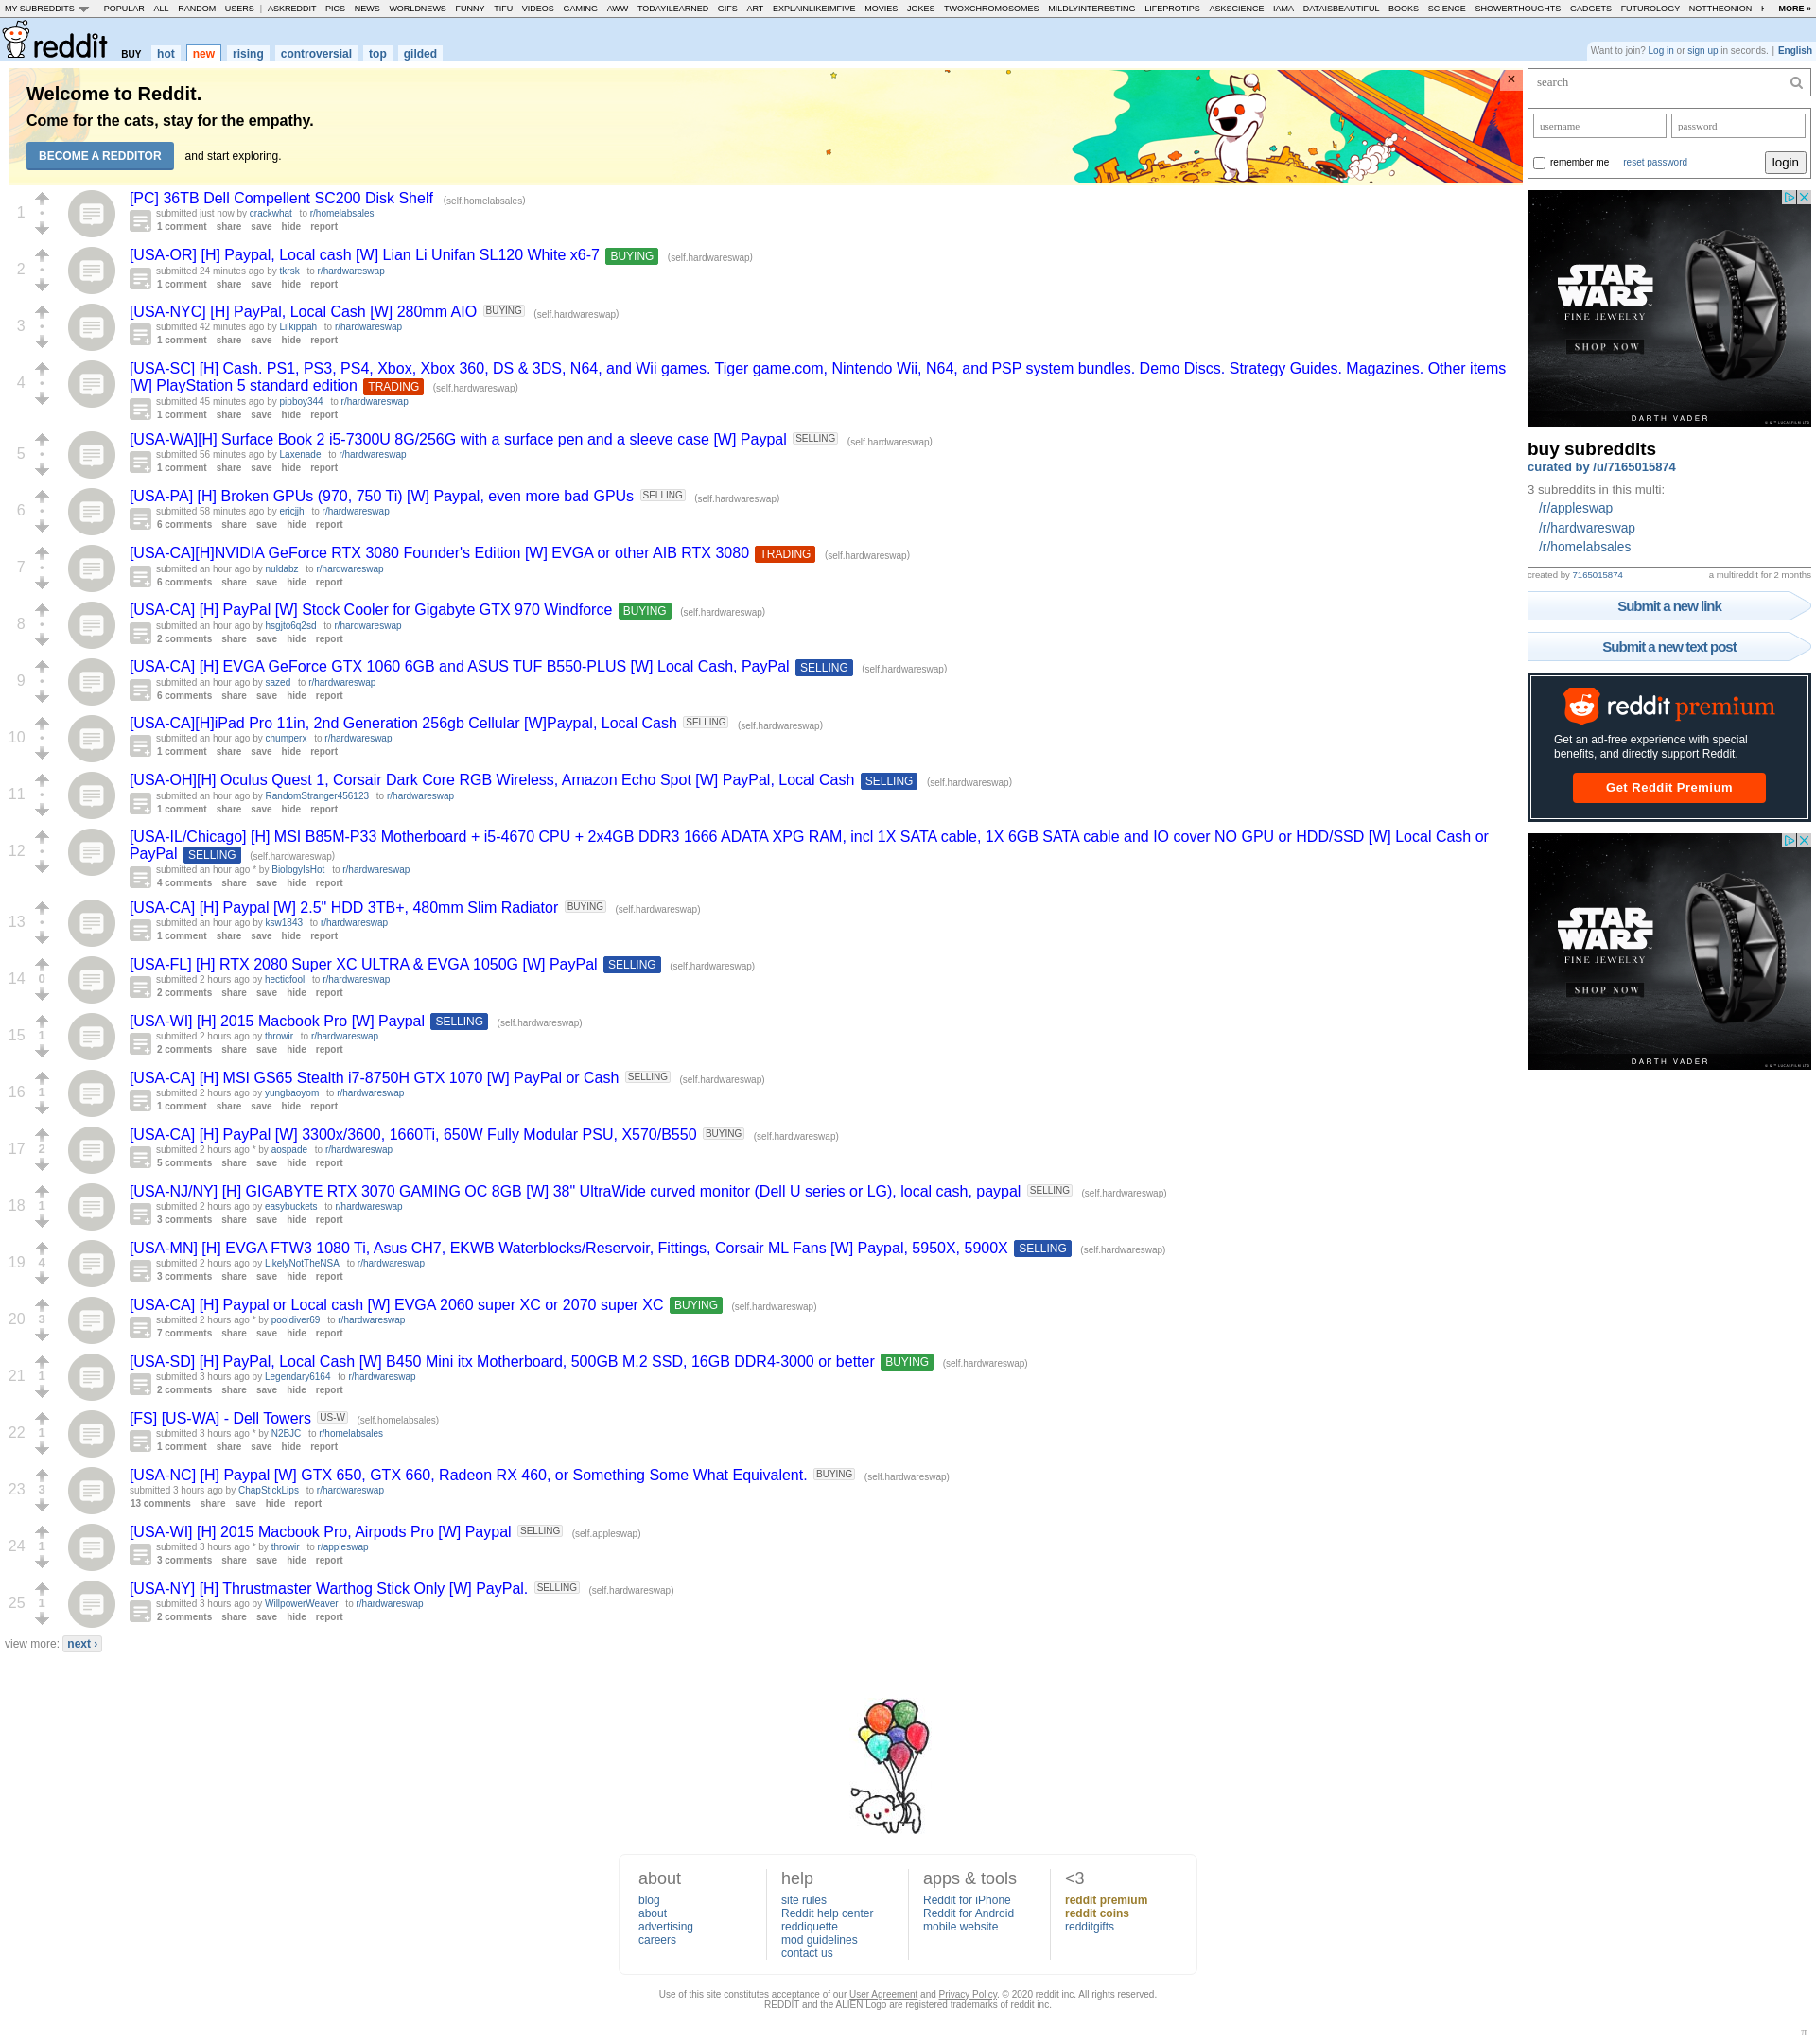 MY SUBREDDITS POPULAR - ALL - RANDOM - USERS | ASKREDDIT - PICS - NEWS - WORLDNEWS - FUNNY - TIFU - VIDEOS - GAMING - AWW - TODAYILEARNED - GIFS - ART - EXPLAINLIKEIMFIVE - MOVIES - JOKES - TWOXCHROMOSOMES - MILDLYINTERESTING - LIFEPROTIPS - ASKSCIENCE - IAMA - DATAISBEAUTIFUL - BOOKS - SCIENCE - SHOWERTHOUGHTS - GADGETS - FUTUROLOGY - NOTTHEONION - MORE »
reddit BUY hot new rising controversial top gilded
Want to join? Log in or sign up in seconds. | English
Welcome to Reddit.
Come for the cats, stay for the empathy.
BECOME A REDDITOR and start exploring.
1
[PC] 36TB Dell Compellent SC200 Disk Shelf (self.homelabsales)
submitted just now by crackwhat to r/homelabsales
1 comment share save hide report
2
[USA-OR] [H] Paypal, Local cash [W] Lian Li Unifan SL120 White x6-7 BUYING (self.hardwareswap)
submitted 24 minutes ago by tkrsk to r/hardwareswap
1 comment share save hide report
3
[USA-NYC] [H] PayPal, Local Cash [W] 280mm AIO BUYING (self.hardwareswap)
submitted 42 minutes ago by Lilkippah to r/hardwareswap
1 comment share save hide report
4
[USA-SC] [H] Cash. PS1, PS3, PS4, Xbox, Xbox 360, DS & 3DS, N64, and Wii games. Tiger game.com, Nintendo Wii, N64, and PSP system bundles. Demo Discs. Strategy Guides. Magazines. Other items
[W] PlayStation 5 standard edition TRADING (self.hardwareswap)
submitted 45 minutes ago by pipboy344 to r/hardwareswap
1 comment share save hide report
5
[USA-WA][H] Surface Book 2 i5-7300U 8G/256G with a surface pen and a sleeve case [W] Paypal SELLING (self.hardwareswap)
submitted 56 minutes ago by Laxenade to r/hardwareswap
1 comment share save hide report
6
[USA-PA] [H] Broken GPUs (970, 750 Ti) [W] Paypal, even more bad GPUs SELLING (self.hardwareswap)
submitted 58 minutes ago by ericjjh to r/hardwareswap
6 comments share save hide report
7
[USA-CA][H]NVIDIA GeForce RTX 3080 Founder's Edition [W] EVGA or other AIB RTX 3080 TRADING (self.hardwareswap)
submitted an hour ago by nuldabz to r/hardwareswap
6 comments share save hide report
8
[USA-CA] [H] PayPal [W] Stock Cooler for Gigabyte GTX 970 Windforce BUYING (self.hardwareswap)
submitted an hour ago by hsgjto6q2sd to r/hardwareswap
2 comments share save hide report
9
[USA-CA] [H] EVGA GeForce GTX 1060 6GB and ASUS TUF B550-PLUS [W] Local Cash, PayPal SELLING (self.hardwareswap)
submitted an hour ago by sazed to r/hardwareswap
6 comments share save hide report
10
[USA-CA][H]iPad Pro 11in, 2nd Generation 256gb Cellular [W]Paypal, Local Cash SELLING (self.hardwareswap)
submitted an hour ago by chumperx to r/hardwareswap
1 comment share save hide report
11
[USA-OH][H] Oculus Quest 1, Corsair Dark Core RGB Wireless, Amazon Echo Spot [W] PayPal, Local Cash SELLING (self.hardwareswap)
submitted an hour ago by RandomStranger456123 to r/hardwareswap
1 comment share save hide report
12
[USA-IL/Chicago] [H] MSI B85M-P33 Motherboard + i5-4670 CPU + 2x4GB DDR3 1666 ADATA XPG RAM, incl 1X SATA cable, 1X 6GB SATA cable and IO cover NO GPU or HDD/SSD [W] Local Cash or
PayPal SELLING (self.hardwareswap)
submitted an hour ago * by BiologyIsHot to r/hardwareswap
4 comments share save hide report
13
[USA-CA] [H] Paypal [W] 2.5" HDD 3TB+, 480mm Slim Radiator BUYING (self.hardwareswap)
submitted an hour ago by ksw1843 to r/hardwareswap
1 comment share save hide report
14 0
[USA-FL] [H] RTX 2080 Super XC ULTRA & EVGA 1050G [W] PayPal SELLING (self.hardwareswap)
submitted 2 hours ago by hecticfool to r/hardwareswap
2 comments share save hide report
15 1
[USA-WI] [H] 2015 Macbook Pro [W] Paypal SELLING (self.hardwareswap)
submitted 2 hours ago by throwir to r/hardwareswap
2 comments share save hide report
16 1
[USA-CA] [H] MSI GS65 Stealth i7-8750H GTX 1070 [W] PayPal or Cash SELLING (self.hardwareswap)
submitted 2 hours ago by yungbaoyom to r/hardwareswap
1 comment share save hide report
17 2
[USA-CA] [H] PayPal [W] 3300x/3600, 1660Ti, 650W Fully Modular PSU, X570/B550 BUYING (self.hardwareswap)
submitted 2 hours ago * by aospade to r/hardwareswap
5 comments share save hide report
18 1
[USA-NJ/NY] [H] GIGABYTE RTX 3070 GAMING OC 8GB [W] 38" UltraWide curved monitor (Dell U series or LG), local cash, paypal SELLING (self.hardwareswap)
submitted 2 hours ago by easybuckets to r/hardwareswap
3 comments share save hide report
19 4
[USA-MN] [H] EVGA FTW3 1080 Ti, Asus CH7, EKWB Waterblocks/Reservoir, Fittings, Corsair ML Fans [W] Paypal, 5950X, 5900X SELLING (self.hardwareswap)
submitted 2 hours ago by LikelyNotTheNSA to r/hardwareswap
3 comments share save hide report
20 3
[USA-CA] [H] Paypal or Local cash [W] EVGA 2060 super XC or 2070 super XC BUYING (self.hardwareswap)
submitted 2 hours ago * by pooldiver69 to r/hardwareswap
7 comments share save hide report
21 1
[USA-SD] [H] PayPal, Local Cash [W] B450 Mini itx Motherboard, 500GB M.2 SSD, 16GB DDR4-3000 or better BUYING (self.hardwareswap)
submitted 3 hours ago by Legendary6164 to r/hardwareswap
2 comments share save hide report
22 1
[FS] [US-WA] - Dell Towers US-W (self.homelabsales)
submitted 3 hours ago * by N2BJC to r/homelabsales
1 comment share save hide report
23 3
[USA-NC] [H] Paypal [W] GTX 650, GTX 660, Radeon RX 460, or Something Some What Equivalent. BUYING (self.hardwareswap)
submitted 3 hours ago by ChapStickLips to r/hardwareswap
13 comments share save hide report
24 1
[USA-WI] [H] 2015 Macbook Pro, Airpods Pro [W] Paypal SELLING (self.appleswap)
submitted 3 hours ago * by throwir to r/appleswap
3 comments share save hide report
25 1
[USA-NY] [H] Thrustmaster Warthog Stick Only [W] PayPal. SELLING (self.hardwareswap)
submitted 3 hours ago by WillpowerWeaver to r/hardwareswap
2 comments share save hide report
view more: next ›
search
username password
remember me reset password login
STAR
WARS
FINE JEWELRY
SHOP NOW
DARTH VADER
buy subreddits
curated by /u/7165015874
3 subreddits in this multi:
/r/appleswap
/r/hardwareswap
/r/homelabsales
created by 7165015874 a multireddit for 2 months
Submit a new link
Submit a new text post
reddit premium
Get an ad-free experience with special
benefits, and directly support Reddit.
Get Reddit Premium
STAR
WARS
FINE JEWELRY
SHOP NOW
DARTH VADER
about
blog
about
advertising
careers
help
site rules
Reddit help center
reddiquette
mod guidelines
contact us
apps & tools
Reddit for iPhone
Reddit for Android
mobile website
<3
reddit premium
reddit coins
redditgifts
Use of this site constitutes acceptance of our User Agreement and Privacy Policy. © 2020 reddit inc. All rights reserved.
REDDIT and the ALIEN Logo are registered trademarks of reddit inc.
π